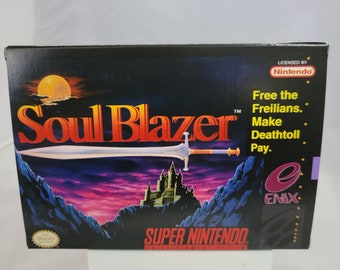 LICENSED BY
Nintendo
Soul Blazer
TM
Free the
Freilians.
Make
Deathtoll
Pay.
ENIX
SUPER NINTENDO